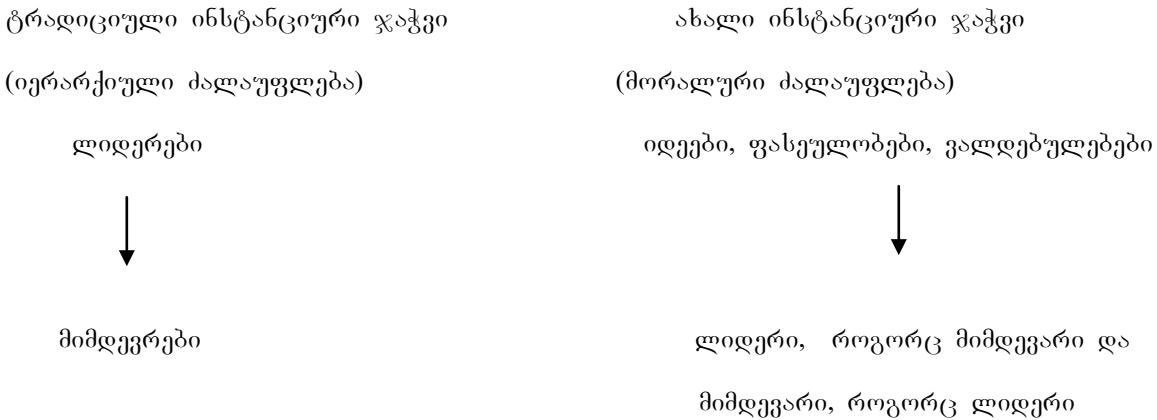 ტრადიციული ინსტანციური ჯაჭვი
(იერარქიული ძალაუფლება)
ლიდერები
მიმდევრები
ახალი ინსტანციური ჯაჭვი
(მორალური ძალაუფლება)
იდეები, ფასეულობები, ვალდებულებები
ლიდერი, როგორც მიმდევარი და
მიმდევარი, როგორც ლიდერი